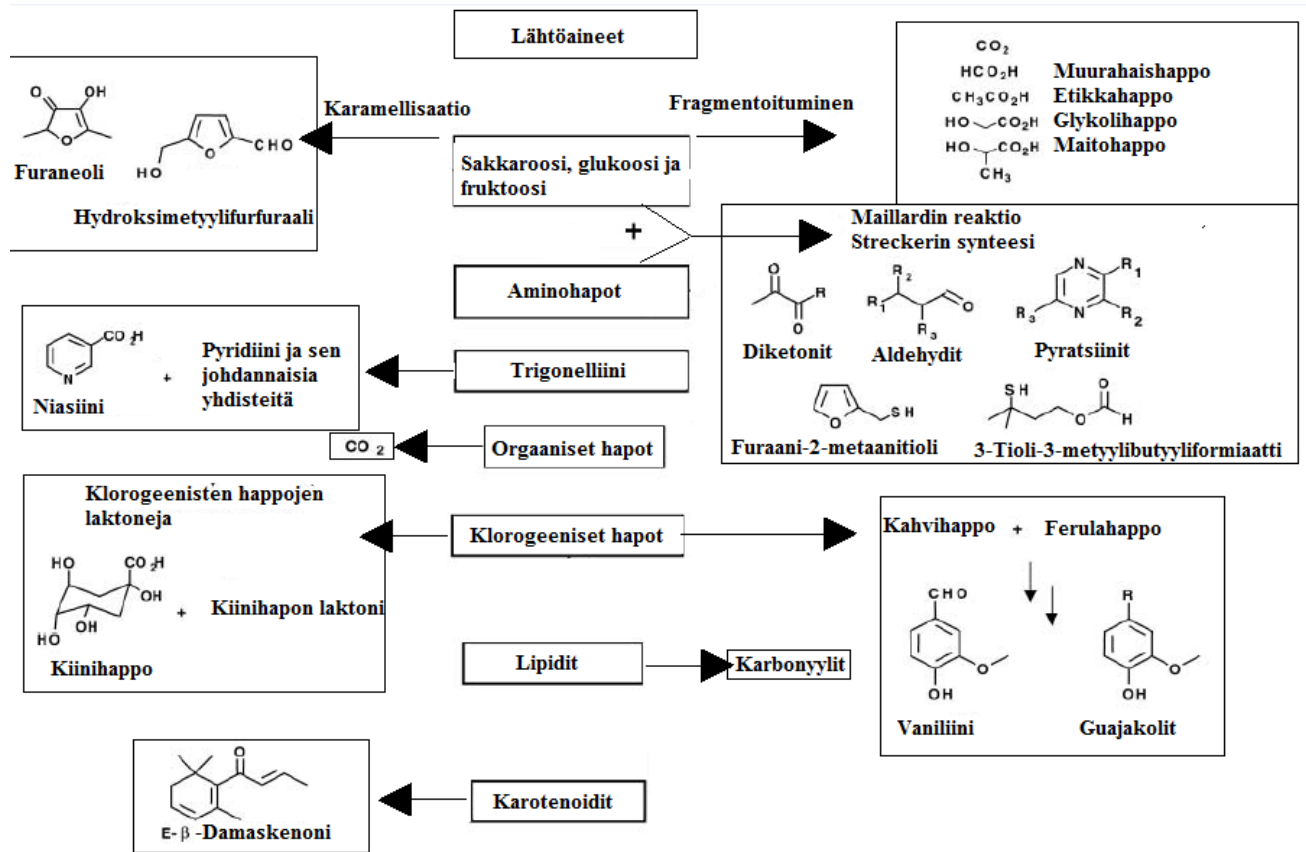 Lähtöaineet
O
OH
O
Furaneoli
HO
O
CHO
Hydroksimetyylifurfuraali
Karamellisaatio
Fragmentoituminen
Sakkaroosi, glukoosi ja
fruktoosi
CO2
HCO2H Muurahaishappo
CH3CO2H Etikkahappo
HO CO2H Glykolihappo
HO CO2H Maitohappo
CH3
+
Aminohapot
Maillardin reaktio
Streckerin synteesi
O
R
O
Diketonit
R2
R1
R3
O
Aldehydit
N
R1
R3
N
R2
Pyratsiinit
O
SH
Furaani-2-metaanitioli
SH
O
O
H
3-Tioli-3-metyylibutyyliformiaatti
CO2H
N
Niasiini
+
Pyridiini ja sen
johdannaisia
yhdisteitä
Trigonelliini
CO2
Orgaaniset hapot
Klorogeenisten happojen
laktoneja
HO
CO2H
OH
OH
HO
+ Kiinihapon laktoni
Kiinihappo
Klorogeeniset hapot
Kahvihappo + Ferulahappo
CHO
O
OH
Vaniliini
R
O
OH
Guajakolit
Lipidit
Karbonyylit
O
E-β-Damaskenoni
Karotenoidit